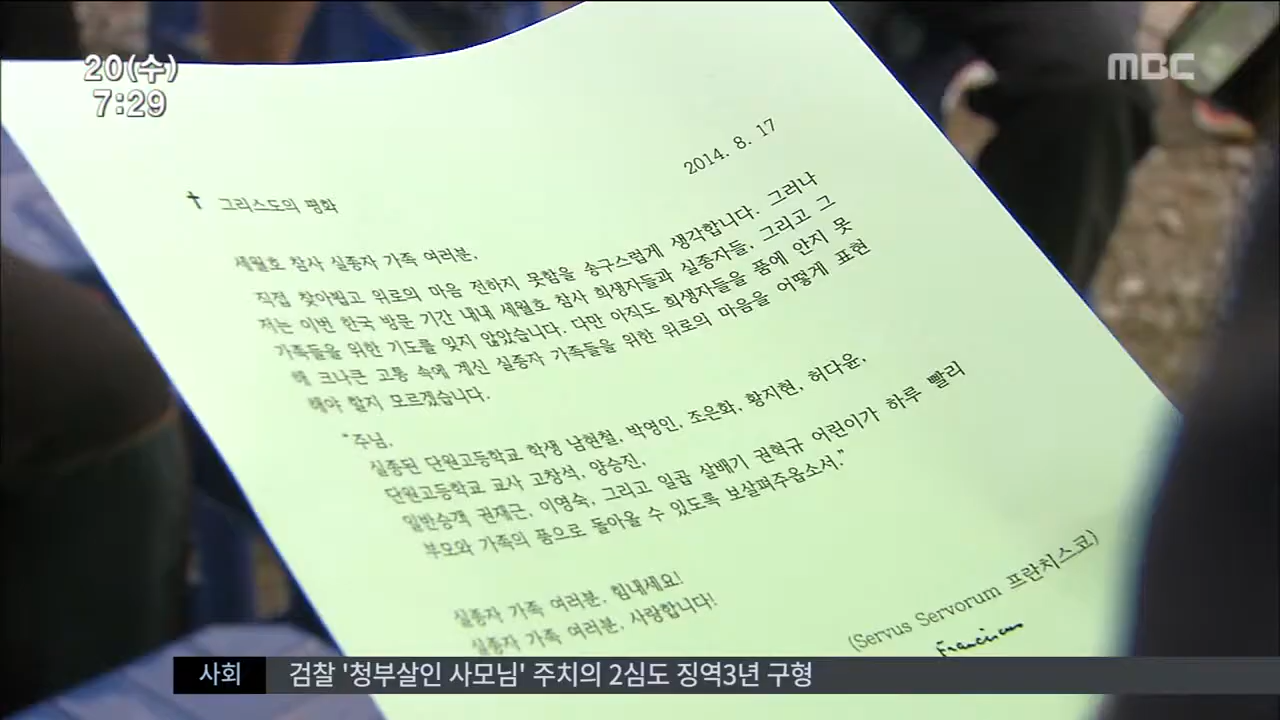 20(수)
7:29
MBC
2014. 8. 17
✝ 그리스도의 평화
세월호 참사 실종자 가족 여러분,
직접 찾아뵙고 위로의 마음 전하지 못함을 송구스럽게 생각합니다. 그러나
저는 이번 한국 방문 기간 내내 세월호 참사 희생자들과 실종자들, 그리고 그
가족들을 위한 기도를 잊지 않았습니다. 다만 아직도 희생자들을 품에 안지 못
해 크나큰 고통 속에 계신 실종자 가족들을 위한 위로의 마음을 어떻게 표현
해야 할지 모르겠습니다.
"주님,
실종된 단원고등학교 학생 남현철, 박영인, 조은화, 황지현, 허다윤,
단원고등학교 교사 고창석, 양승진,
일반승객 권재근, 이영숙, 그리고 일곱 살배기 권혁규 어린이가 하루 빨리
부모와 가족의 품으로 돌아올 수 있도록 보살펴주옵소서."
실종자 가족 여러분, 힘내세요!
실종자 가족 여러분, 사랑합니다!
(Servus Servorum 프란치스코)
Franciscus
사회 검찰 '청부살인 사모님' 주치의 2심도 징역3년 구형